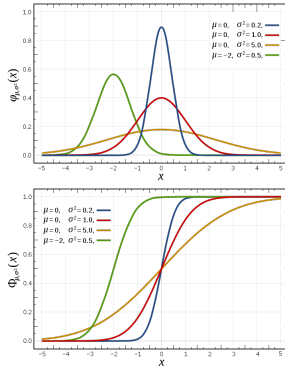 1.0
0.8
0.6
0.4
0.2
0.0
φμ,σ²(x)
μ=0, σ²=0.2,
μ=0, σ²=1.0,
μ=0, σ²=5.0,
μ=−2, σ²=0.5,
−5 −4 −3 −2 −1 0 1 2 3 4 5
x
1.0
0.8
0.6
0.4
0.2
0.0
Φμ,σ²(x)
μ=0, σ²=0.2,
μ=0, σ²=1.0,
μ=0, σ²=5.0,
μ=−2, σ²=0.5,
−5 −4 −3 −2 −1 0 1 2 3 4 5
x